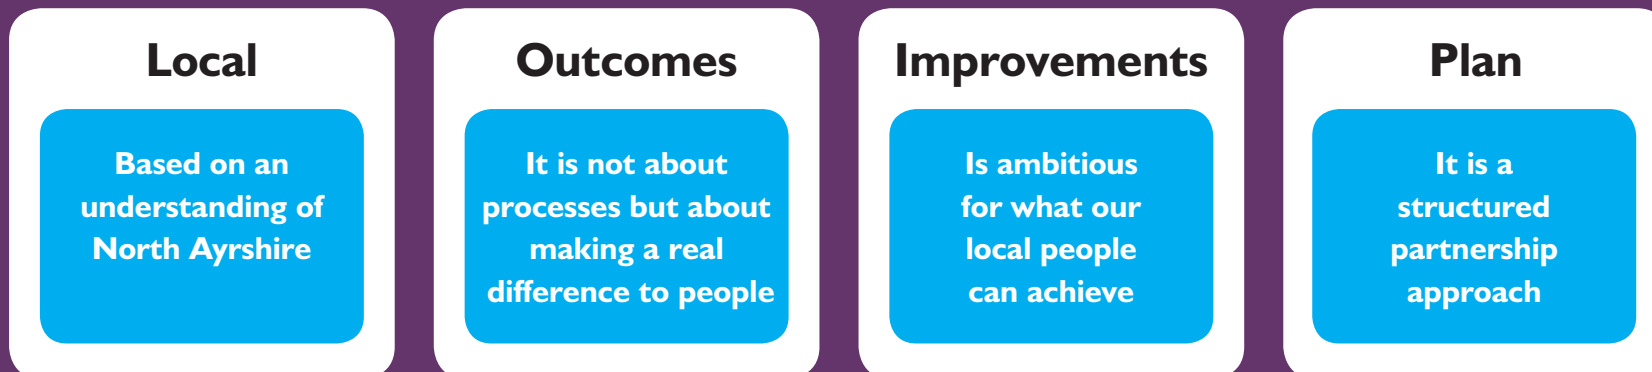 Local
Based on an
understanding of
North Ayrshire
Outcomes
It is not about
processes but about
making a real
difference to people
Improvements
Is ambitious
for what our
local people
can achieve
Plan
It is a
structured
partnership
approach